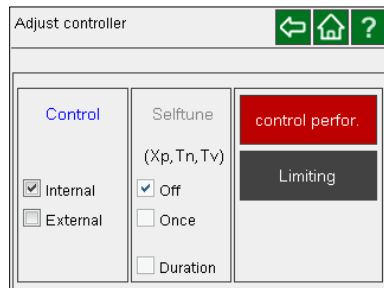 Adjust controller
?
Control
Internal
External
Selftune
(Xp,Tn,Tv)
Off
Once
Duration
control perfor.
Limiting